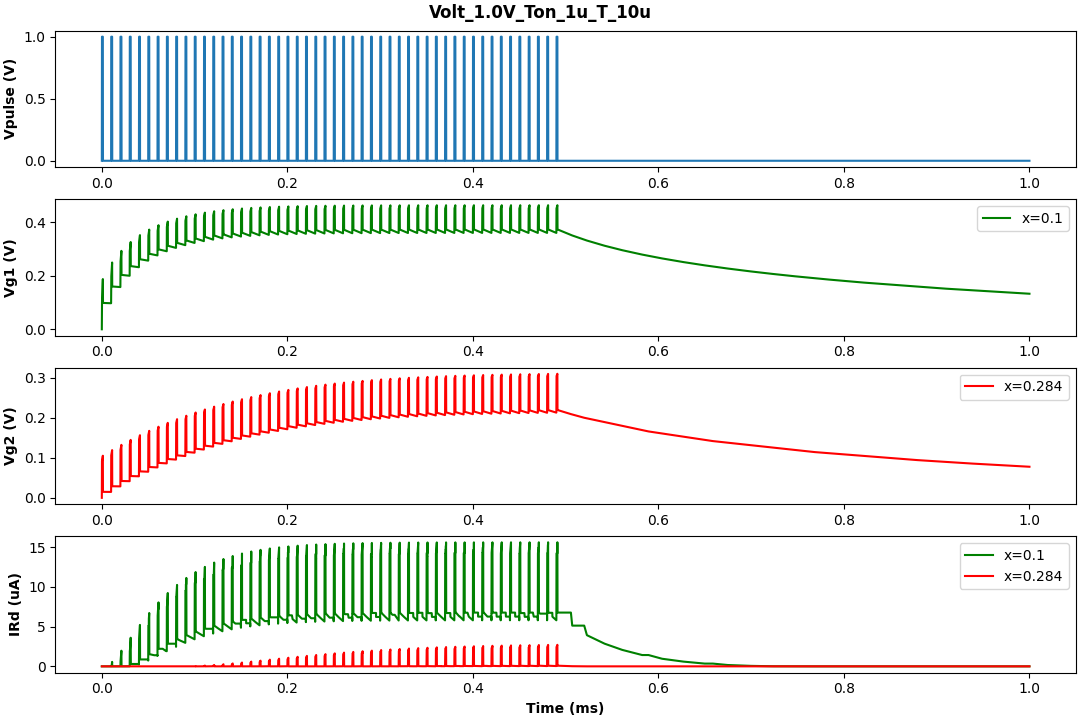 Volt_1.0V_Ton_1u_T_10u
Vpulse (V)
1.0
0.5
0.0
0.0 0.2 0.4 0.6 0.8 1.0
Vg1 (V)
0.4
0.2
0.0
x=0.1
0.0 0.2 0.4 0.6 0.8 1.0
Vg2 (V)
0.3
0.2
0.1
0.0
x=0.284
0.0 0.2 0.4 0.6 0.8 1.0
IRd (uA)
15
10
5
0
x=0.1
x=0.284
0.0 0.2 0.4 0.6 0.8 1.0
Time (ms)